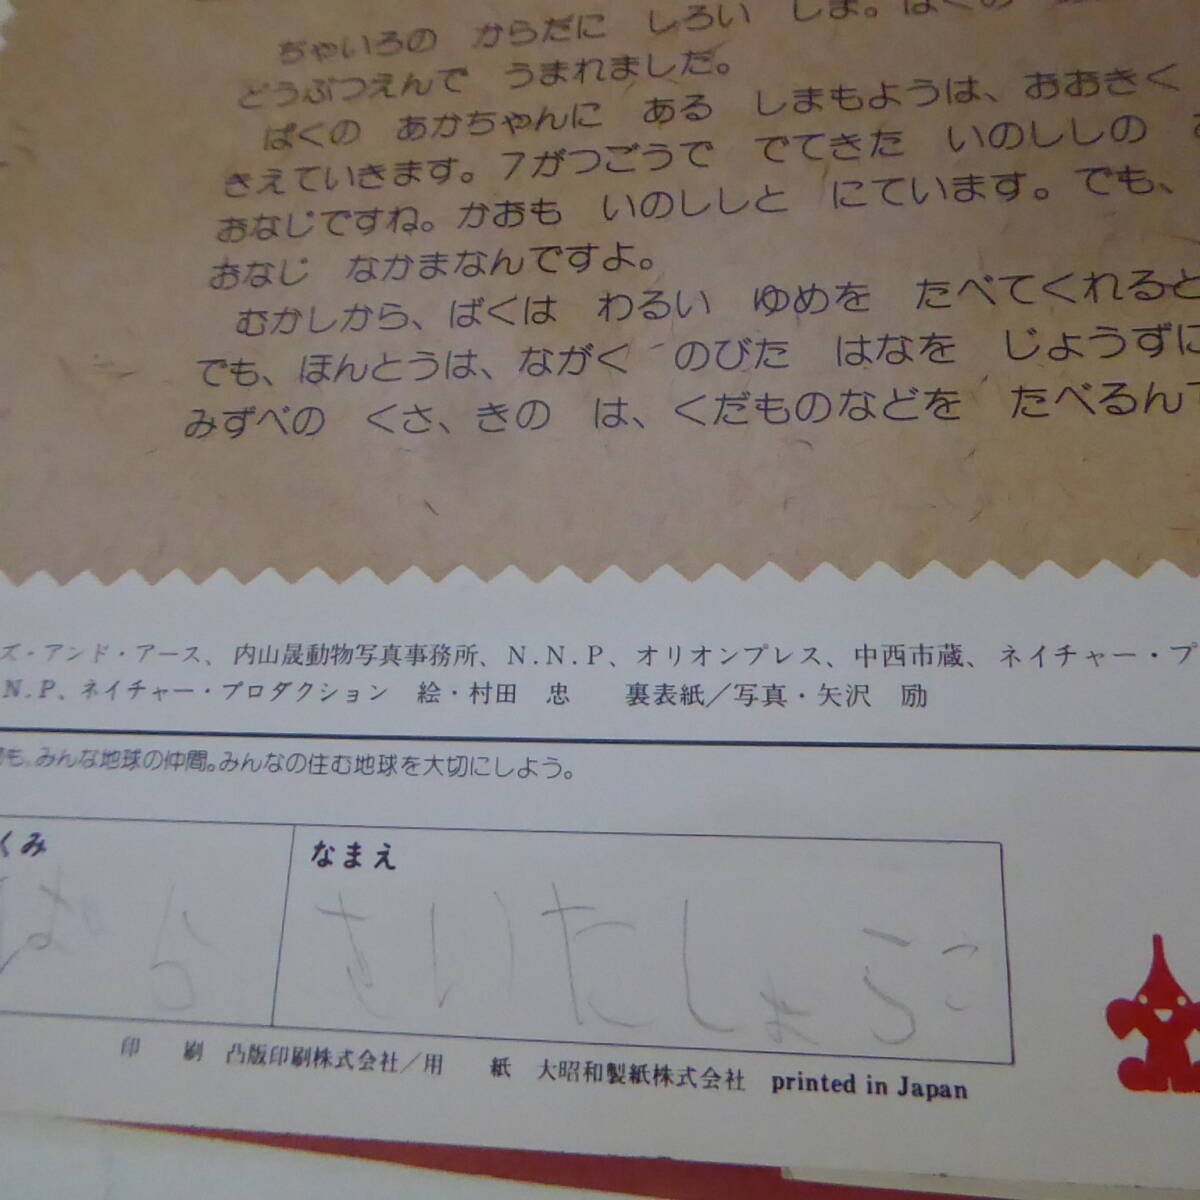 ちゃいろの からだに しろい しま。ばくの
どうぶつえんで うまれました。
ばくの あかちゃんに ある しまもようは、おおきく
きえていきます。7がつごうで でてきた いのししの
おなじですね。かおも いのししと にています。でも、
おなじ なかまなんですよ。
むかしから、ばくは わるい ゆめを たべてくれると
でも、ほんとうは、ながく のびた はなを じょうずに
みずべの くさ、きの は、くだものなどを たべるんで
ズ・アンド・アース、内山晟動物写真事務所、N.N.P、オリオンプレス、中西市蔵、ネイチャー・プ
N.P、ネイチャー・プロダクション 絵・村田 忠 裏表紙／写真・矢沢 励
も、みんな地球の仲間。みんなの住む地球を大切にしよう。
くみ なまえ
ばら さいたしょうこ
印 刷 凸版印刷株式会社／用 紙 大昭和製紙株式会社 printed in Japan